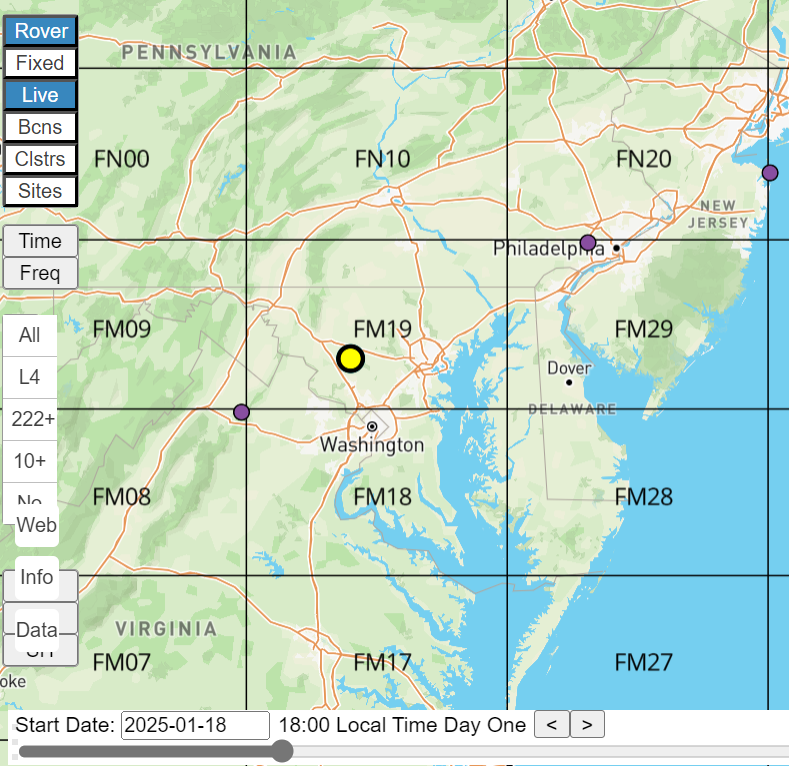 PENNSYLVANIA
Rover
Fixed
Live
Bcns
Clstrs
Sites
FN00
FN10
FN20
NEW
JERSEY
Time
Freq
Philadelphia
All
FM09
FM19
FM29
L4
Dover
222+
DELAWARE
Washington
10+
FM08
FM18
FM28
No
Web
Info
Data
VIRGINIA
FM07
FM17
FM27
oke
Start Date: 2025-01-18 18:00 Local Time Day One < >